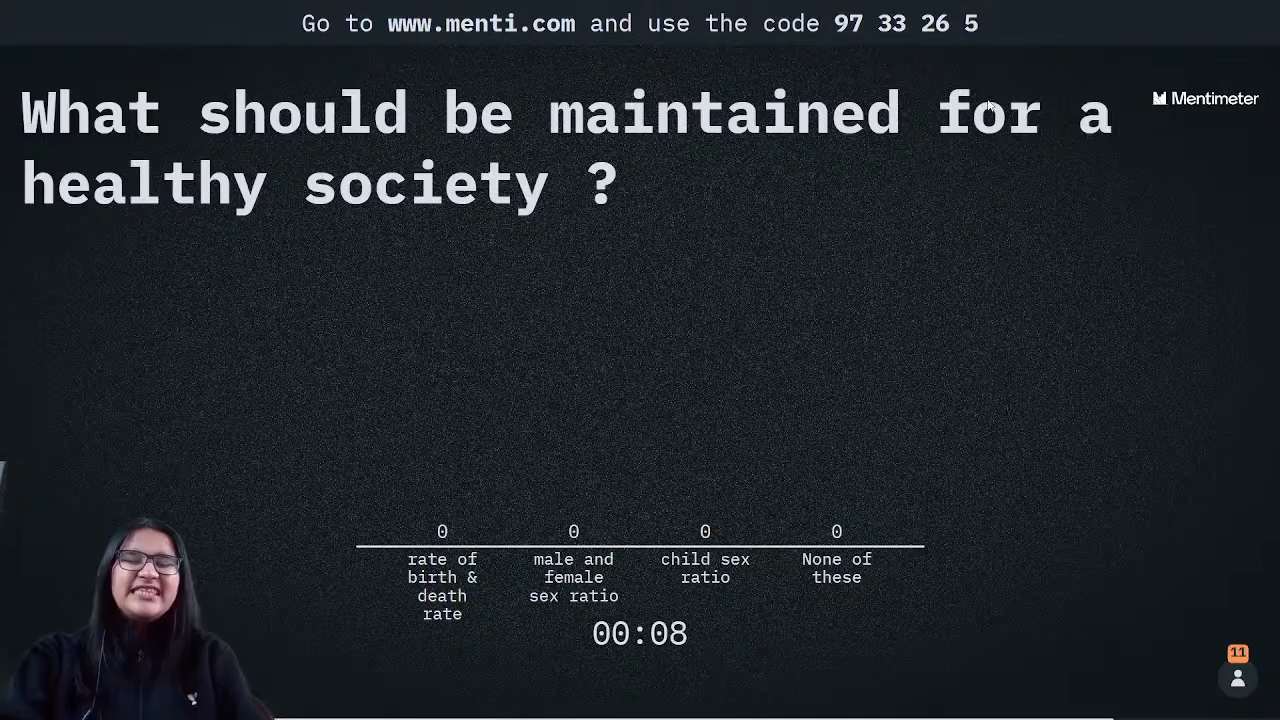 Go to www.menti.com and use the code 97 33 26 5
What should be maintained for a
healthy society ?
Mentimeter
0
0
0
0
rate of
birth &
death
rate
male and
female
sex ratio
child sex
ratio
None of
these
00:08
11